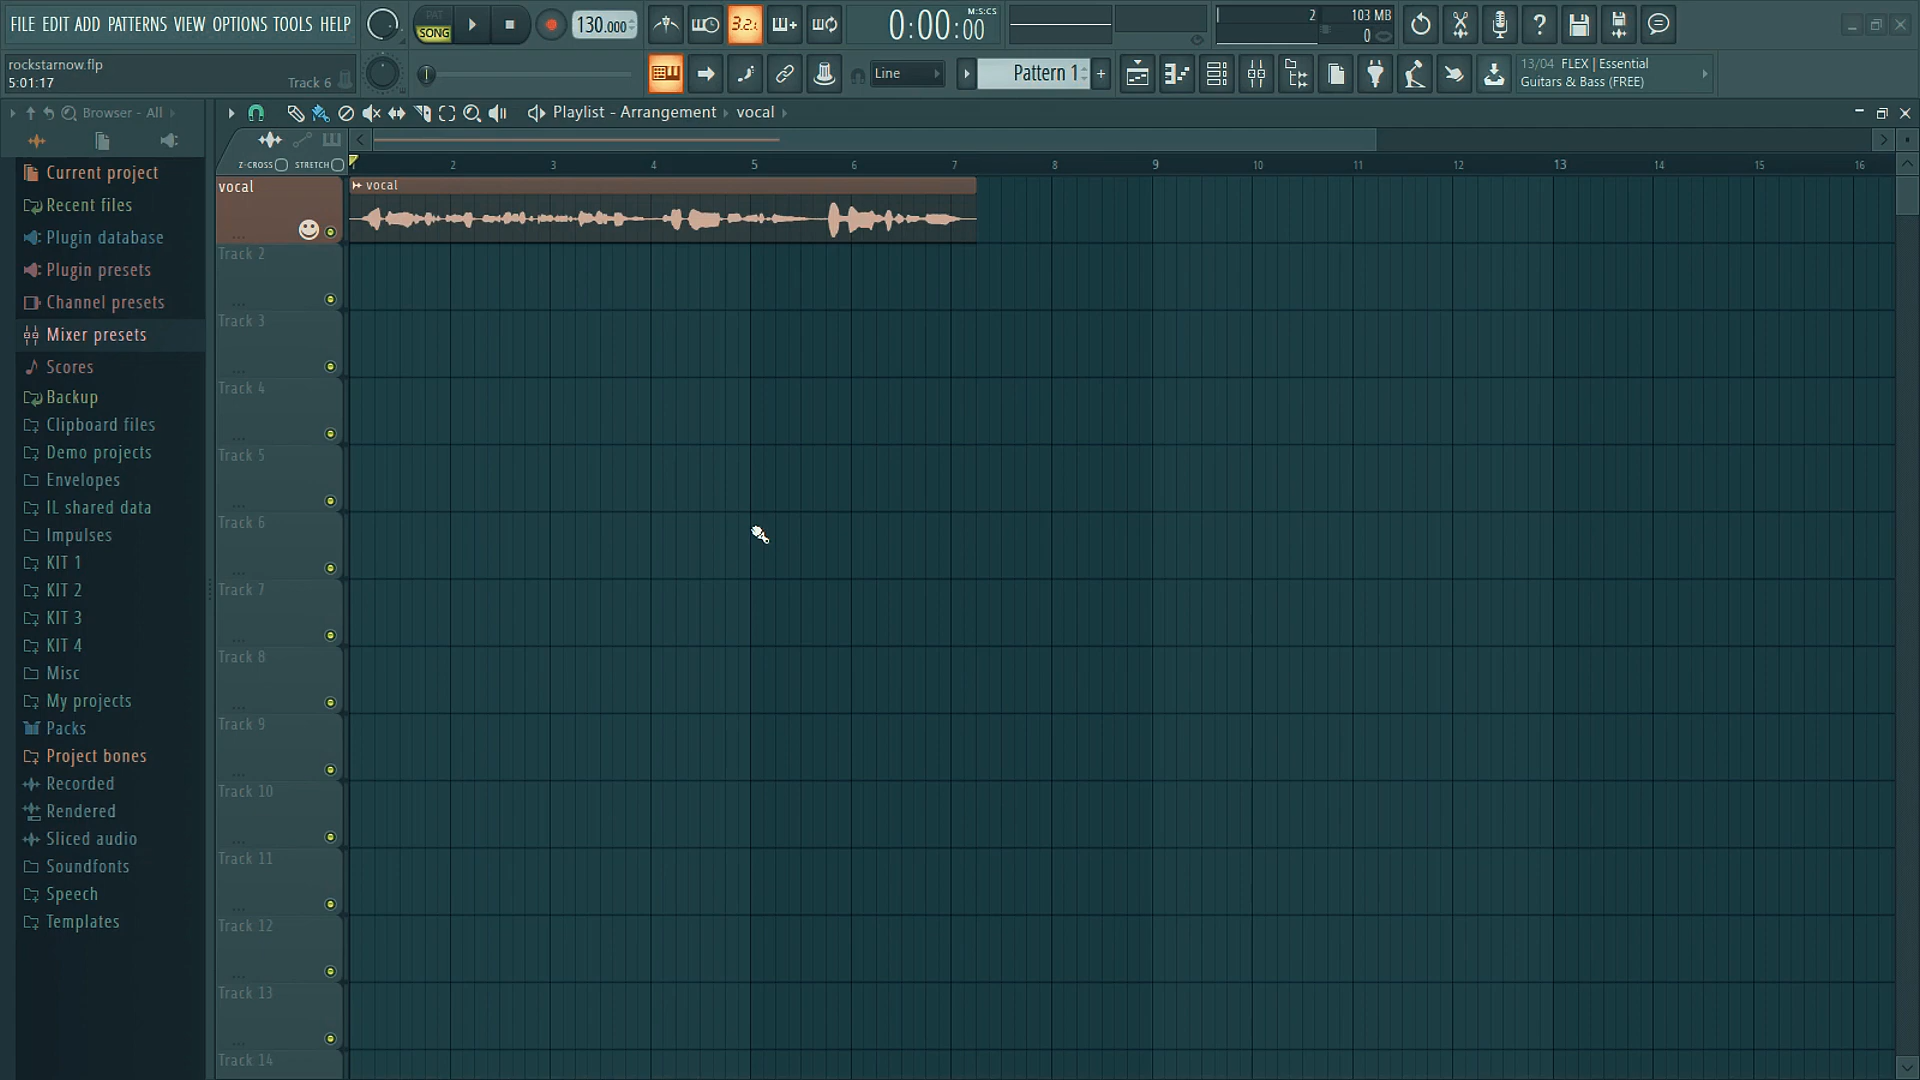 FILE EDIT ADD PATTERNS VIEW OPTIONS TOOLS HELP
PAT
SONG
130.000
3.2.1
0:00:00
M:S:CS
2
103 MB
0
rockstarnow.flp
5:01:17
Track 6
Line
Pattern 1
+
13/04 FLEX | Essential
Guitars & Bass (FREE)
Browser - All
Playlist - Arrangement
vocal
Z-CROSS
STRETCH
1 2 3 4 5 6 7 8 9 10 11 12 13 14 15 16
Current project
Recent files
Plugin database
Plugin presets
Channel presets
Mixer presets
Scores
Backup
Clipboard files
Demo projects
Envelopes
IL shared data
Impulses
KIT 1
KIT 2
KIT 3
KIT 4
Misc
My projects
Packs
Project bones
Recorded
Rendered
Sliced audio
Soundfonts
Speech
Templates
vocal
vocal
Track 2
Track 3
Track 4
Track 5
Track 6
Track 7
Track 8
Track 9
Track 10
Track 11
Track 12
Track 13
Track 14